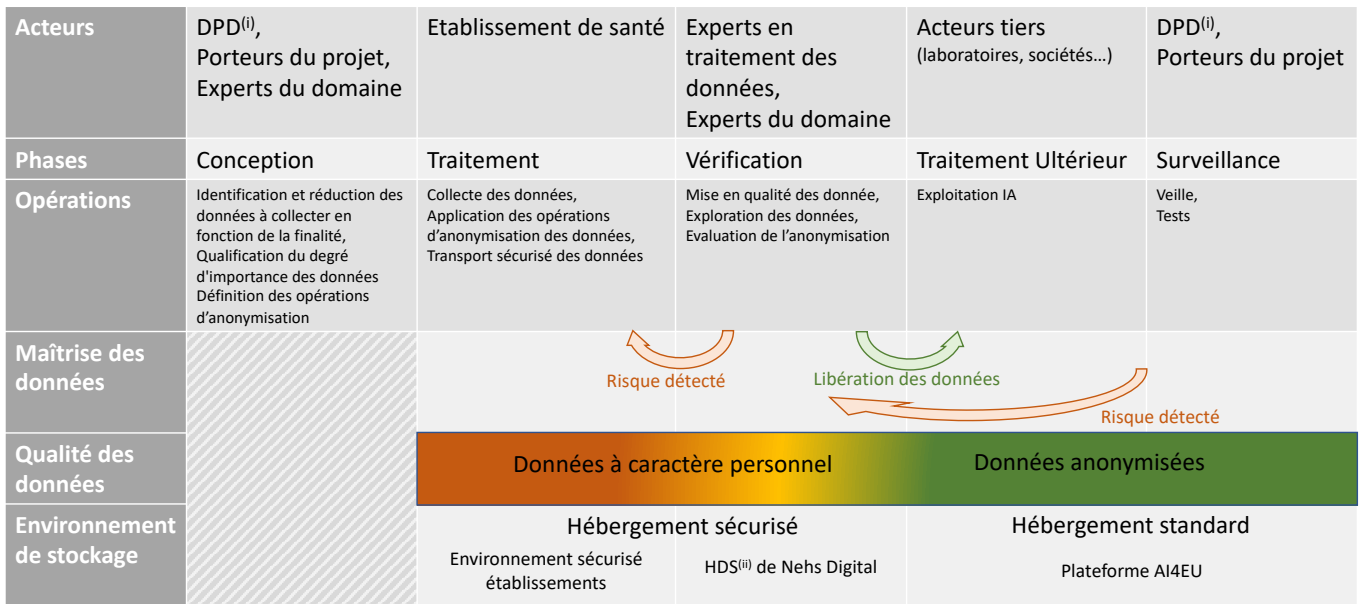 Acteurs
DPD(i),
Porteurs du projet,
Experts du domaine
Etablissement de santé
Experts en
traitement des
données,
Experts du domaine
Acteurs tiers
(laboratoires, sociétés…)
DPD(i),
Porteurs du projet
Phases
Conception
Traitement
Vérification
Traitement Ultérieur
Surveillance
Opérations
Identification et réduction des
données à collecter en
fonction de la finalité,
Qualification du degré
d'importance des données
Définition des opérations
d’anonymisation
Collecte des données,
Application des opérations
d’anonymisation des données,
Transport sécurisé des données
Mise en qualité des donnée,
Exploration des données,
Evaluation de l’anonymisation
Exploitation IA
Veille,
Tests
Maîtrise des
données
Risque détecté
Libération des données
Risque détecté
Qualité des
données
Données à caractère personnel
Données anonymisées
Environnement
de stockage
Hébergement sécurisé
Hébergement standard
Environnement sécurisé
établissements
HDS(ii) de Nehs Digital
Plateforme AI4EU